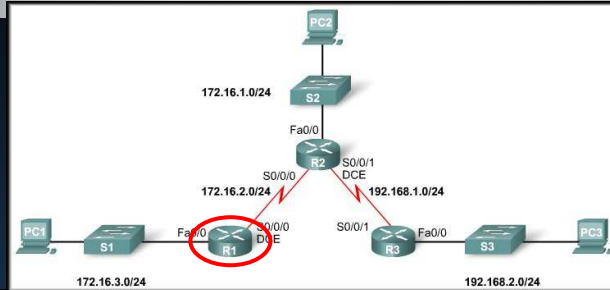 PC2
172.16.1.0/24
S2
Fa0/0
R2
S0/0/0
S0/0/1
DCE
172.16.2.0/24
192.168.1.0/24
PC1
S1
Fa0/0
R1
S0/0/0
DCE
S0/0/1
R3
Fa0/0
S3
PC3
172.16.3.0/24
192.168.2.0/24